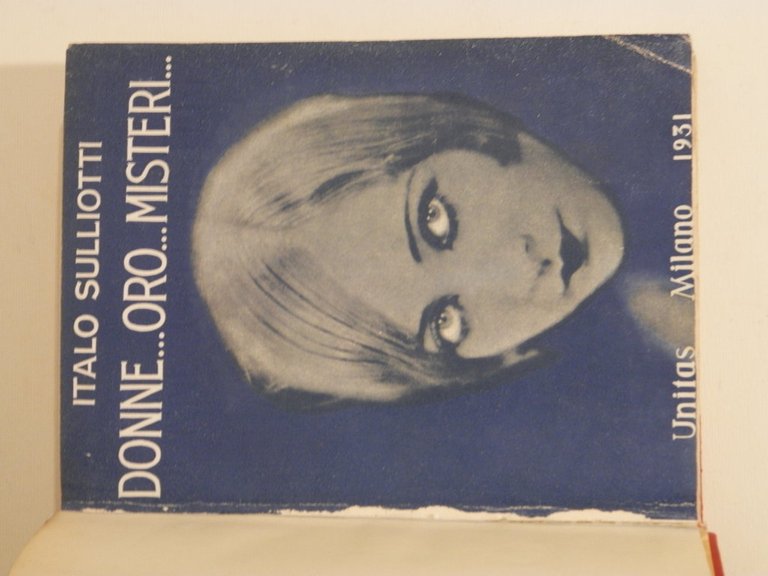 ITALO SULLIOTTI
DONNE...ORO...MISTERI...
Unitas Milano 1931